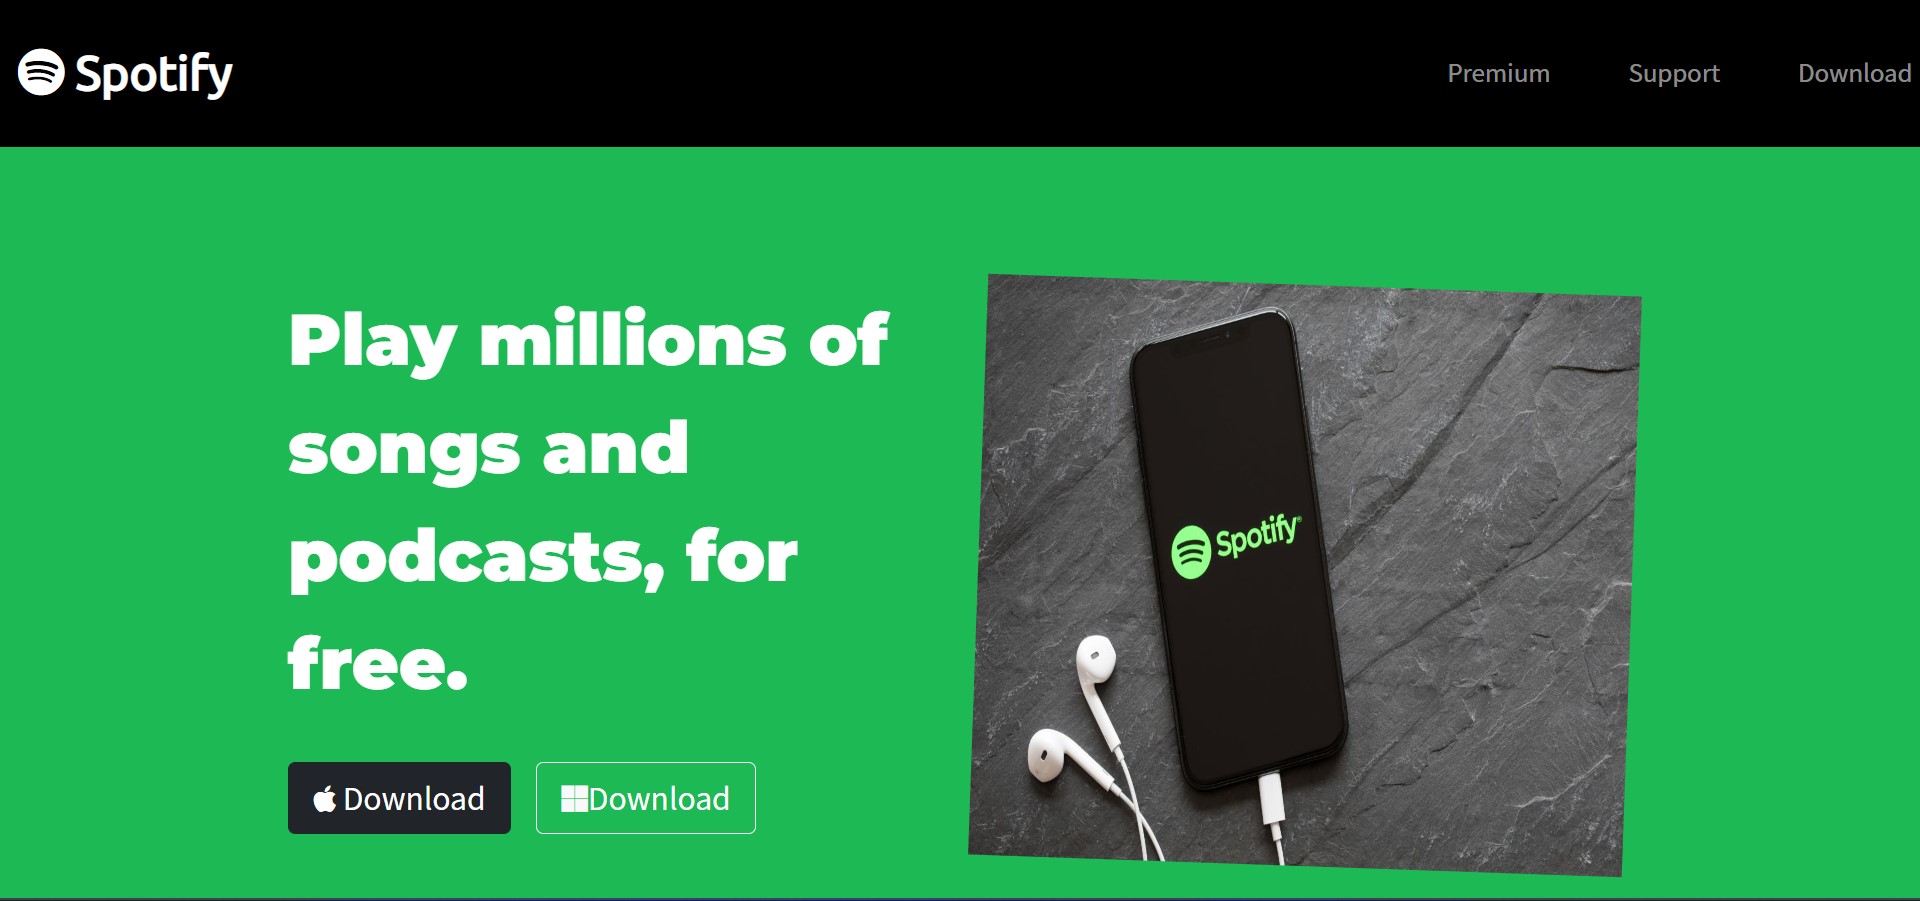 Spotify
Premium
Support
Download
Play millions of
songs and
podcasts, for
free.
Download
Download
Spotify®